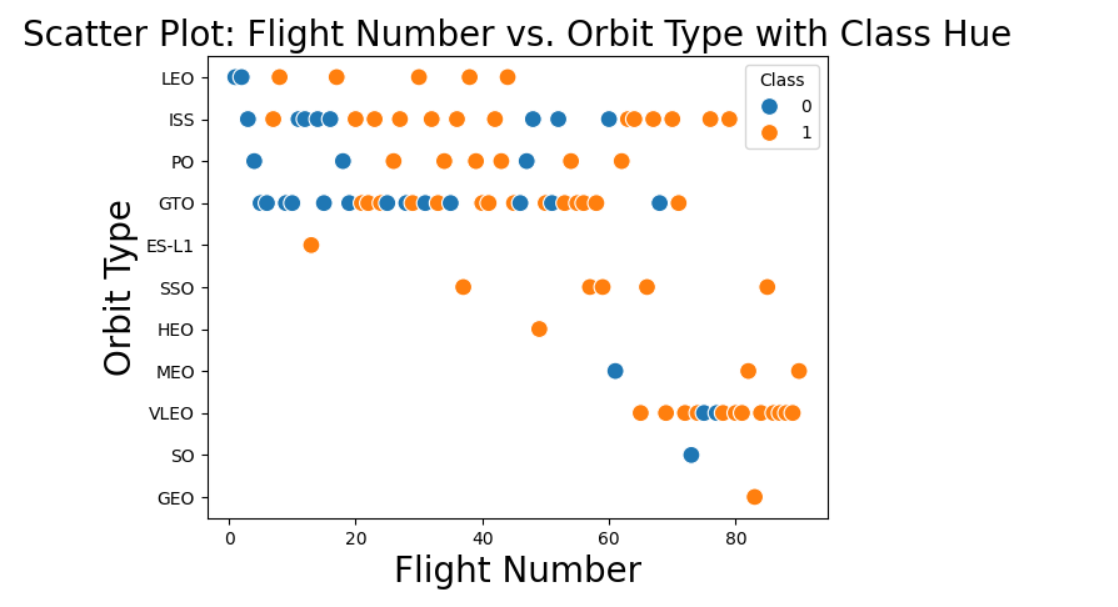 Scatter Plot: Flight Number vs. Orbit Type with Class Hue
LEO
ISS
PO
GTO
ES-L1
SSO
HEO
MEO
VLEO
SO
GEO
Orbit Type
Class
0
1
0 20 40 60 80
Flight Number